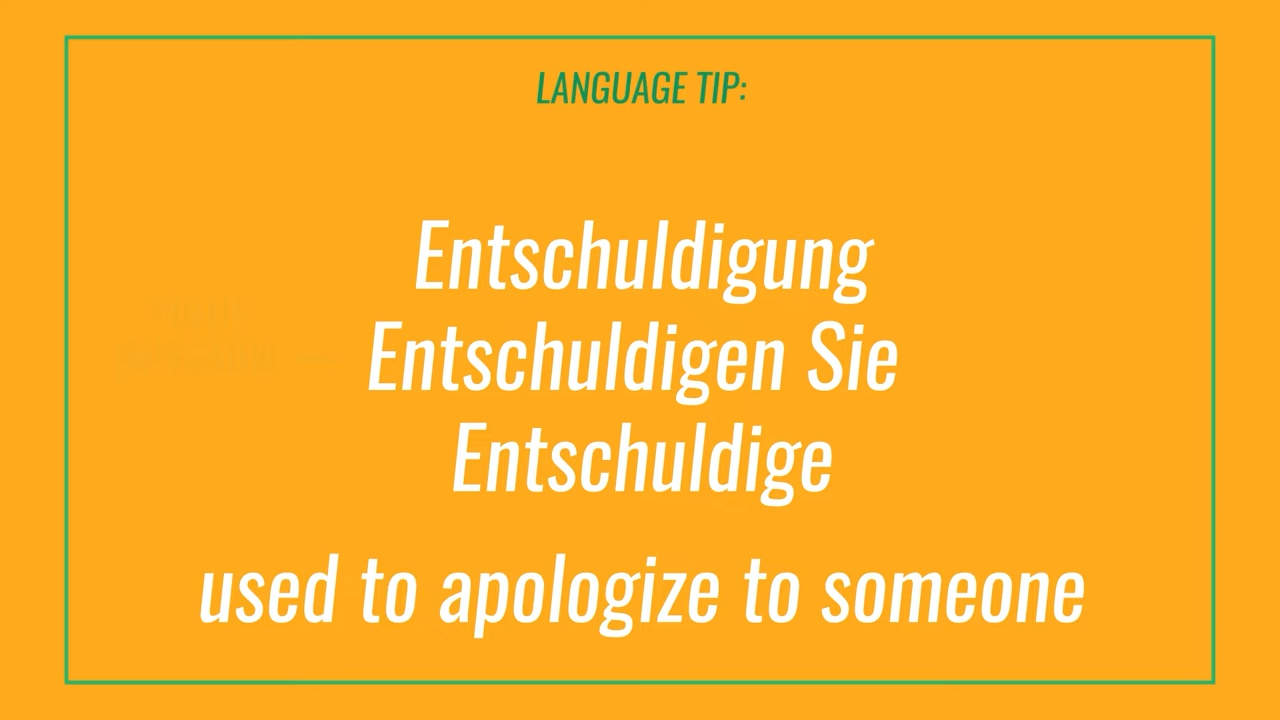 LANGUAGE TIP:
Entschuldigung
Entschuldigen Sie
Entschuldige
used to apologize to someone